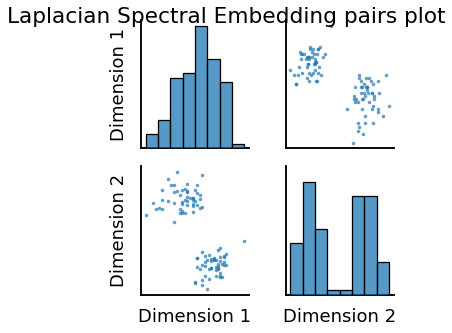 Laplacian Spectral Embedding pairs plot
Dimension 1
Dimension 2
Dimension 1
Dimension 2